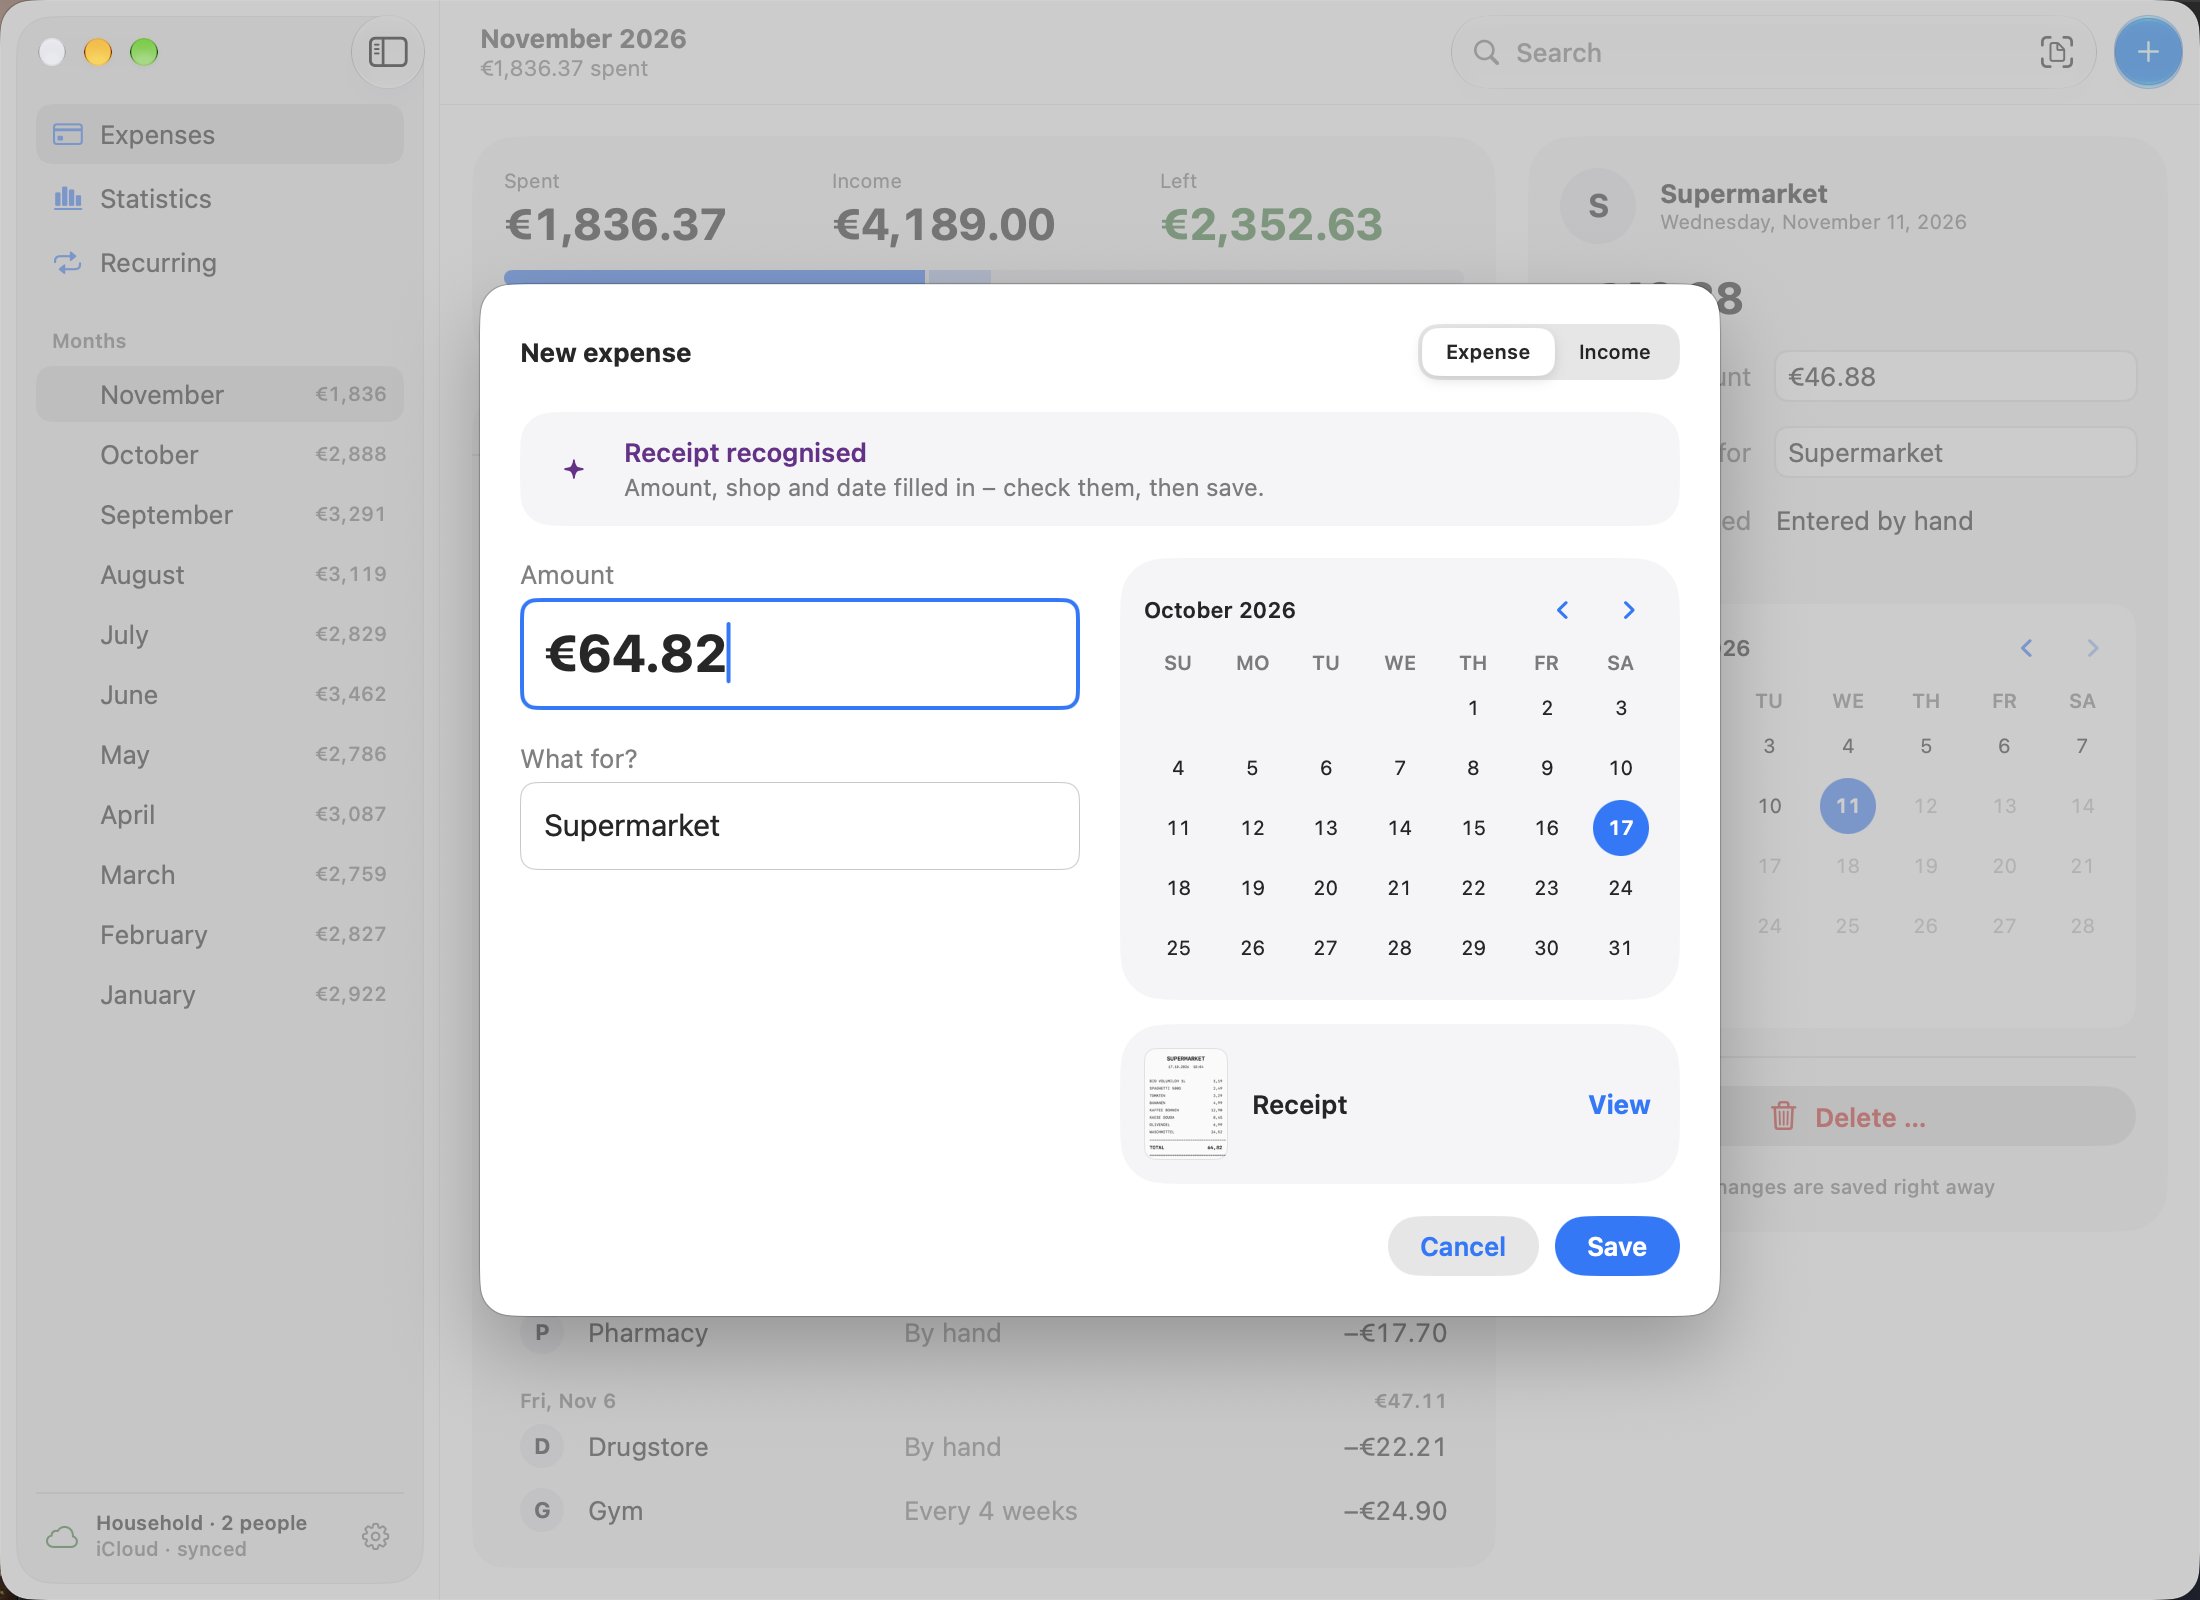 November 2026
€1,836.37 spent
Search
Expenses
Statistics
Recurring
Months
November €1,836
October €2,888
September €3,291
August €3,119
July €2,829
June €3,462
May €2,786
April €3,087
March €2,759
February €2,827
January €2,922
Household · 2 people
iCloud · synced
Spent Income Left
€1,836.37 €4,189.00 €2,352.63
New expense
Expense Income
Receipt recognised
Amount, shop and date filled in – check them, then save.
Amount
€64.82
What for?
Supermarket
October 2026
SU MO TU WE TH FR SA
1 2 3
4 5 6 7 8 9 10
11 12 13 14 15 16 17
18 19 20 21 22 23 24
25 26 27 28 29 30 31
SUPERMARKET
TOTAL 64,82
Receipt
View
Cancel
Save
P Pharmacy By hand –€17.70
Fri, Nov 6 €47.11
D Drugstore By hand –€22.21
G Gym Every 4 weeks –€24.90
S
Supermarket
Wednesday, November 11, 2026
€46.88
Supermarket
Entered by hand
TU WE TH FR SA
3 4 5 6 7
10 11 12 13 14
17 18 19 20 21
24 25 26 27 28
Delete ...
are saved right away